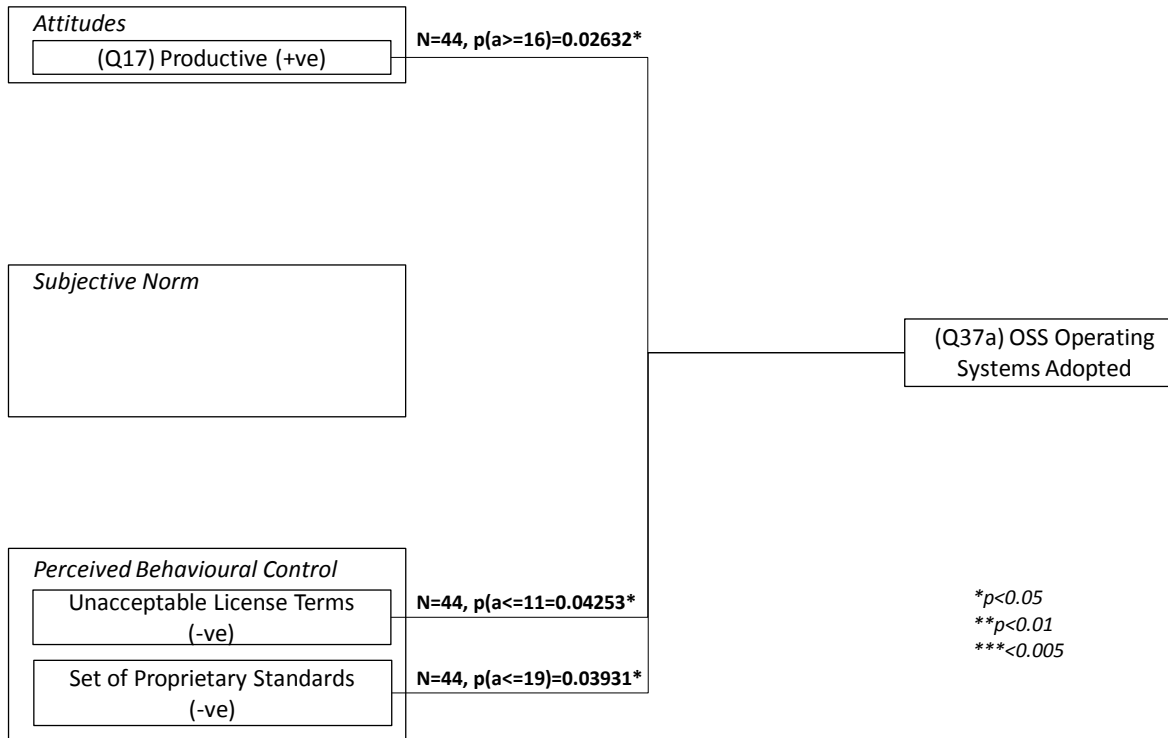 Attitudes
(Q17) Productive (+ve)
N=44, p(a>=16)=0.02632*
Subjective Norm
(Q37a) OSS Operating
Systems Adopted
Perceived Behavioural Control
Unacceptable License Terms
(-ve)
N=44, p(a<=11=0.04253*
Set of Proprietary Standards
(-ve)
N=44, p(a<=19)=0.03931*
*p<0.05
**p<0.01
***<0.005